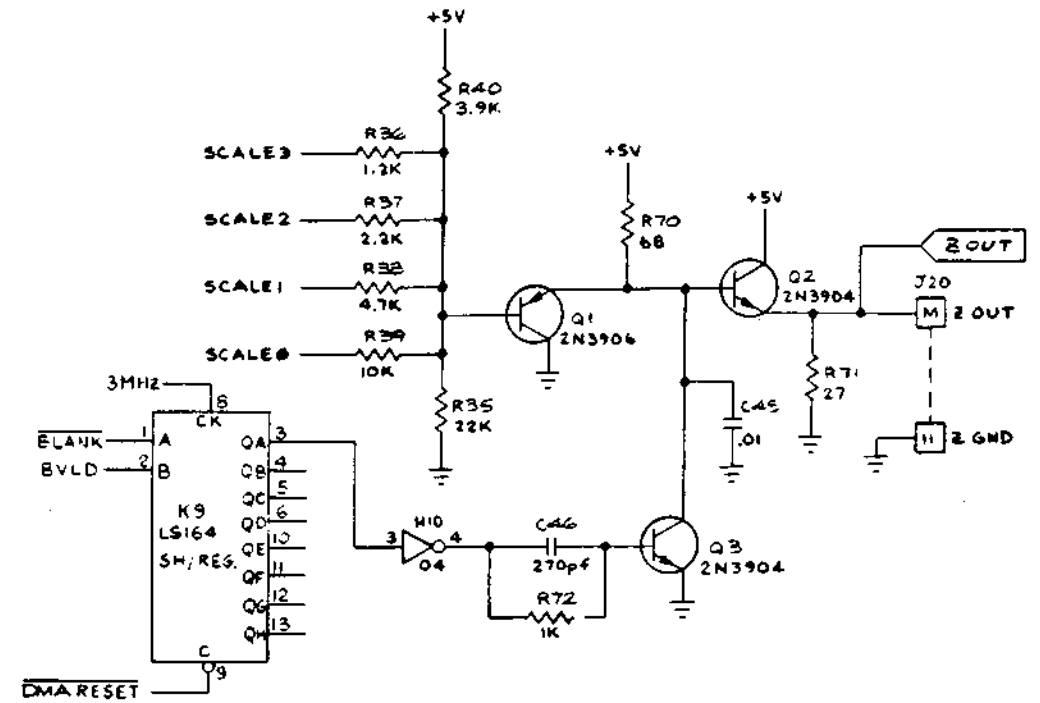 +5V
R40
3.9K
R36
SCALE3
1.2K
+5V
R37
SCALE2
2.2K
R70
68
+5V
Z OUT
SCALE1
4.7K
Q2
2N3904
J20
M
Z OUT
Q1
2N3906
R39
SCALE0
10K
3MHZ
8
CK
R35
22K
C45
.01
R71
27
BLANK
1
A
QA
3
H
Z GND
BVLD
2
B
QB
4
QC
5
K9
LS164
SH/REG.
QD
6
QE
10
QF
11
QG
12
QH
13
3
4
04
C46
270pf
Q3
2N3904
R72
1K
C
9
DMA RESET